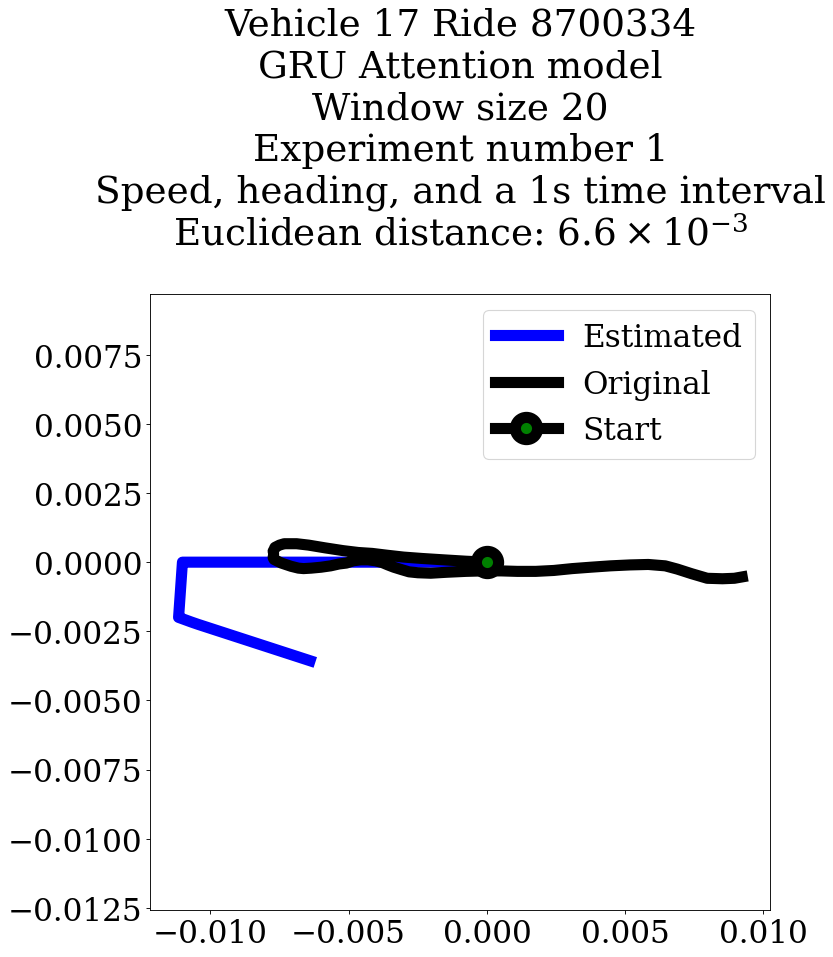 Vehicle 17 Ride 8700334
GRU Attention model
Window size 20
Experiment number 1
Speed, heading, and a 1s time interval
Euclidean distance: 6.6 × 10⁻³
Estimated
Original
Start
0.0075
0.0050
0.0025
0.0000
−0.0025
−0.0050
−0.0075
−0.0100
−0.0125
−0.010 −0.005 0.000 0.005 0.010